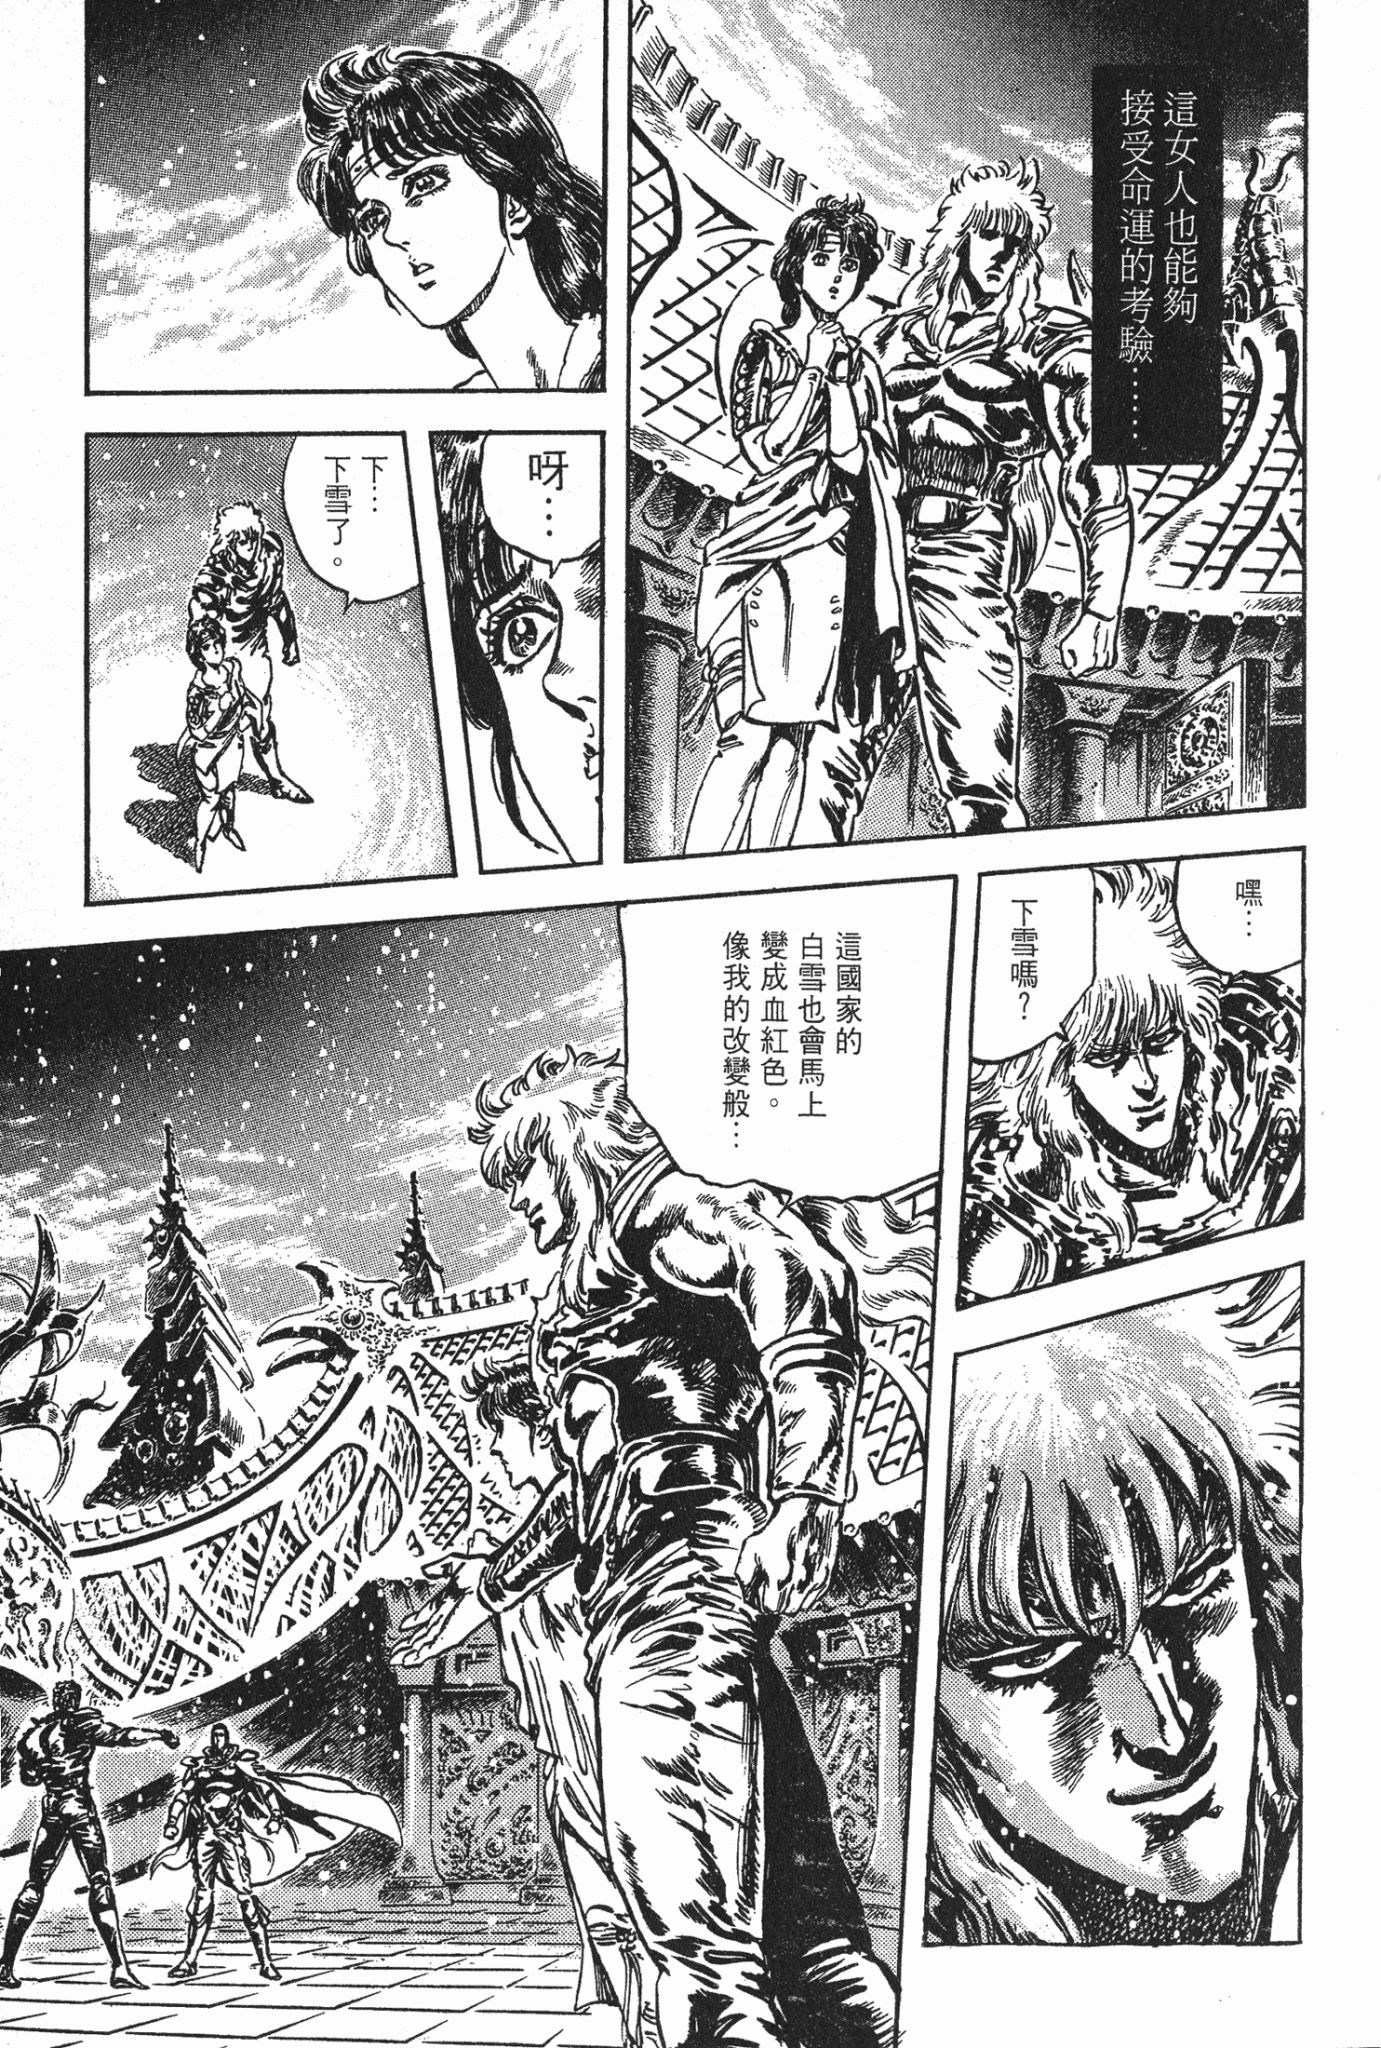 這女人也能夠
接受命運的考驗……
呀…
下…
下雪了。
嘿…
下雪嗎?
這國家的
白雪也會馬上
變成血紅色。
像我的改變般…